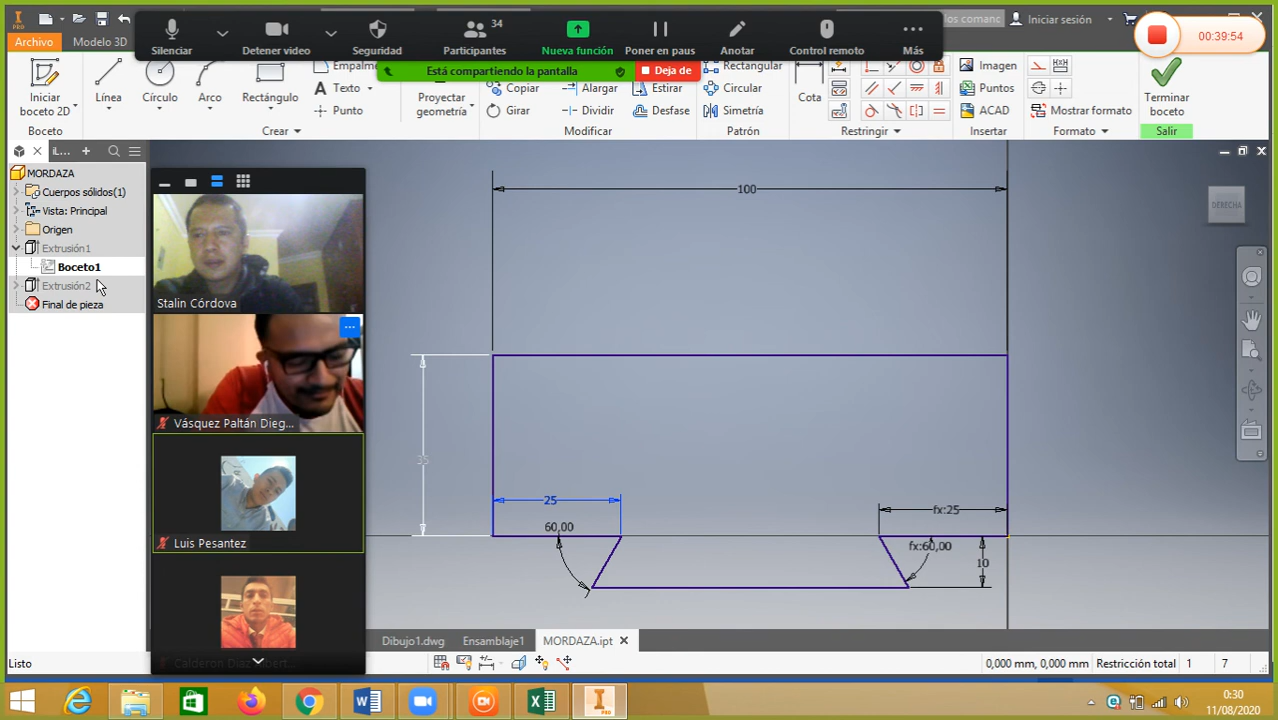 34
los comanc
Iniciar sesión
00:39:54
Archivo
Modelo 3D
Silenciar
Detener video
Seguridad
Participantes
Nueva función
Poner en paus
Anotar
Control remoto
Más
Está compartiendo la pantalla
Deja de
Iniciar
boceto 2D
Línea
Círculo
Arco
Rectángulo
Empalme
Texto
Punto
Proyectar
geometría
Copiar
Girar
Alargar
Dividir
Estirar
Desfase
Rectangular
Circular
Simetría
Cota
Imagen
Puntos
ACAD
Mostrar formato
Terminar
boceto
Boceto
Crear
Modificar
Patrón
Restringir
Insertar
Formato
Salir
iL...
MORDAZA
Cuerpos sólidos(1)
Vista: Principal
Origen
Extrusión1
Boceto1
Extrusión2
Final de pieza
Stalin Córdova
Vásquez Paltán Dieg...
Luis Pesantez
100
DERECHA
35
25
60,00
fx:25
fx:60,00
10
Dibujo1.dwg
Ensamblaje1
MORDAZA.ipt
Listo
0,000 mm, 0,000 mm
Restricción total
1
7
0:30
11/08/2020